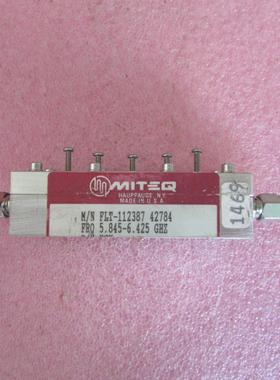 MITEQ
HAUPPAUGE, N.Y.
MADE IN U.S.A
M/N FLT-112387 42784
FRQ 5.845-6.425 GHZ
1469